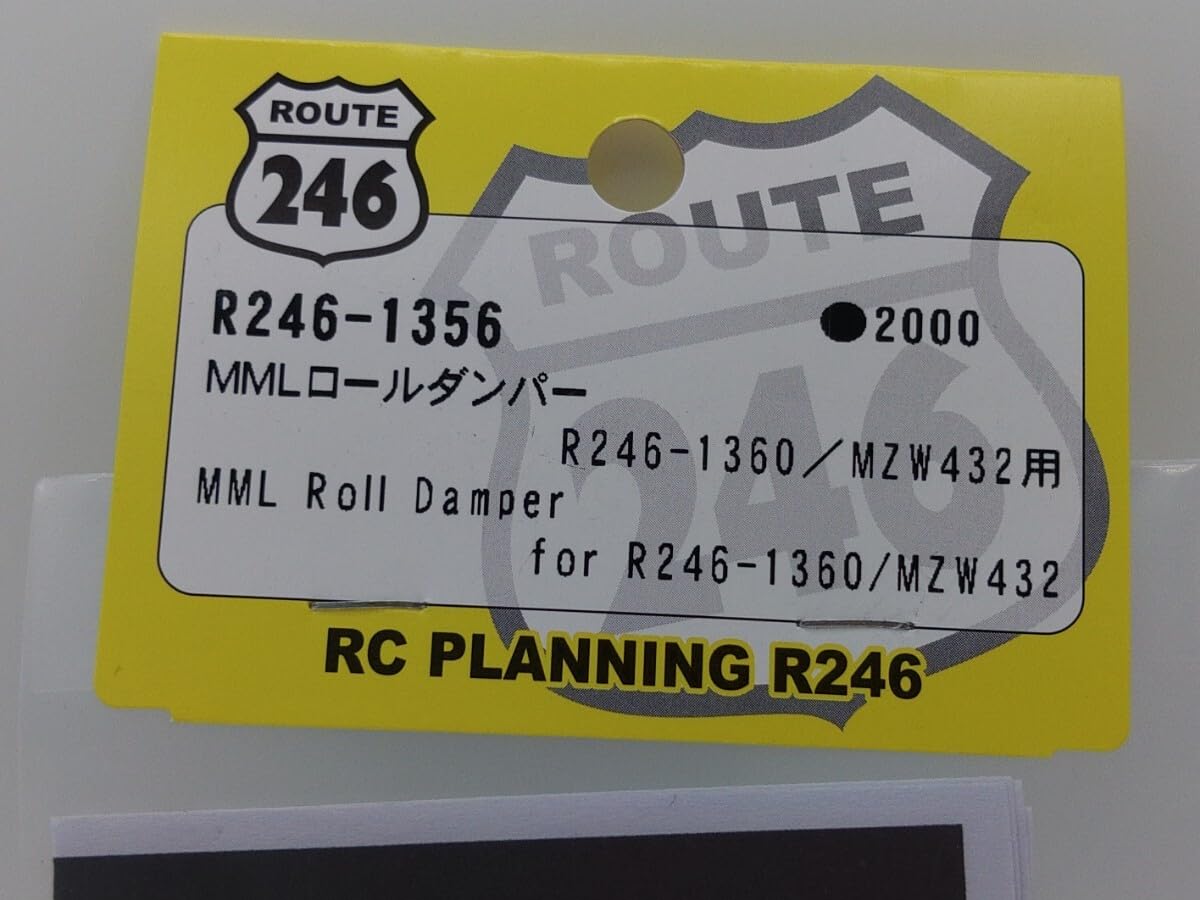 ROUTE
246
ROUTE
246
R246-1356
●2000
MMLロールダンパー
R246-1360/MZW432用
MML Roll Damper
for R246-1360/MZW432
RC PLANNING R246